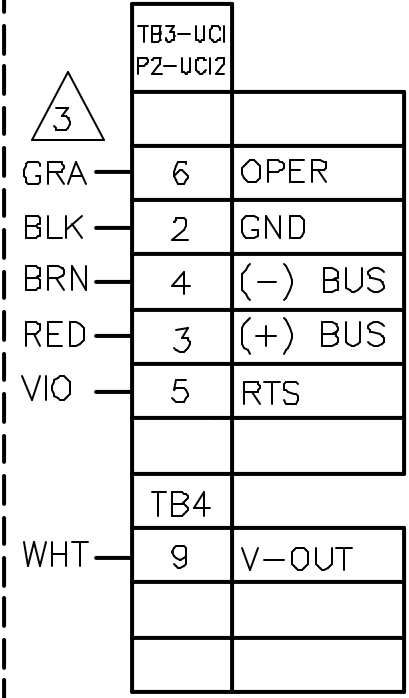 TB3-UCI
P2-UCI2
3
GRA 6 OPER
BLK 2 GND
BRN 4 (-) BUS
RED 3 (+) BUS
VIO 5 RTS
TB4
WHT 9 V-OUT